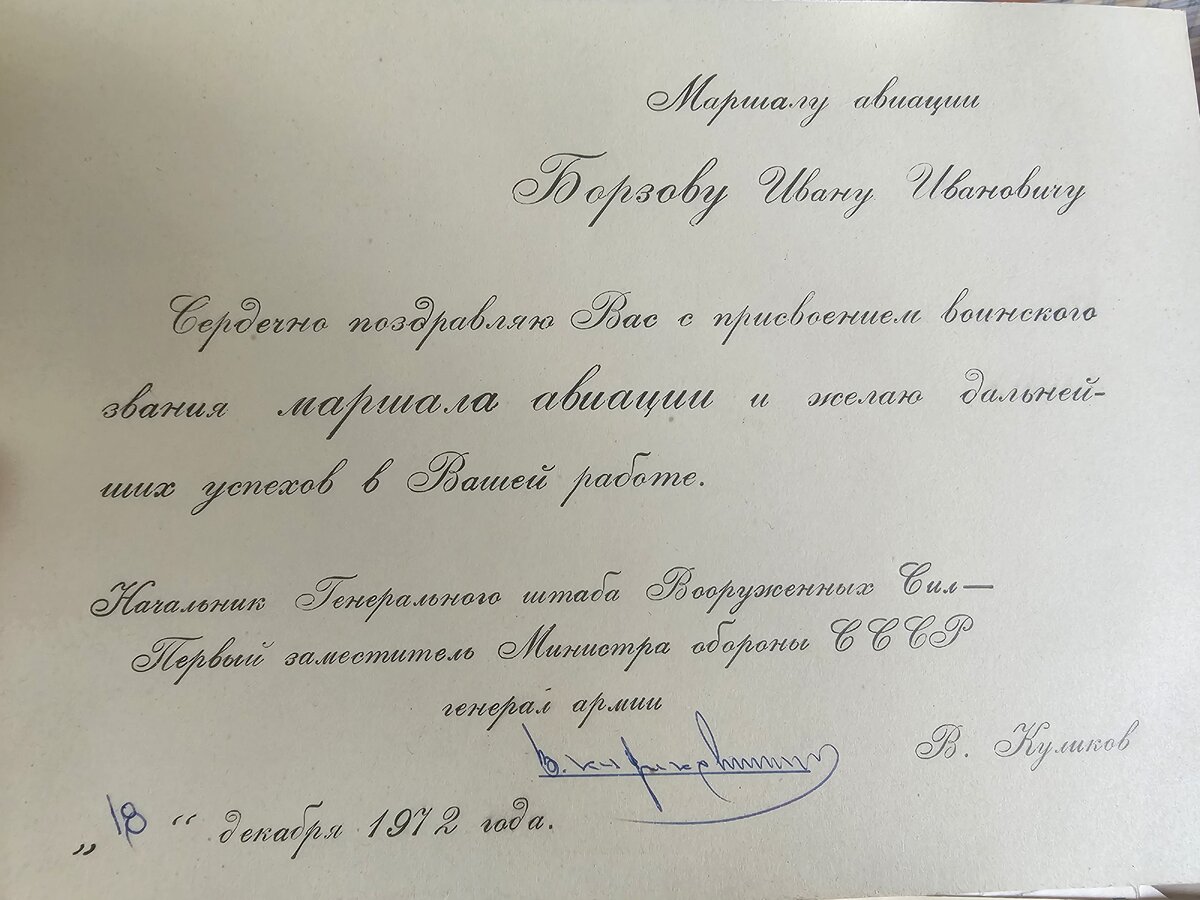 Маршалу авиации
Борзову Ивану Ивановичу
Сердечно поздравляю Вас с присвоением воинского
звания маршала авиации и желаю дальней-
ших успехов в Вашей работе.
Начальник Генерального штаба Вооруженных Сил—
Первый заместитель Министра обороны СССР
генерал армии
В. Куликов
„18“ декабря 1972 года.